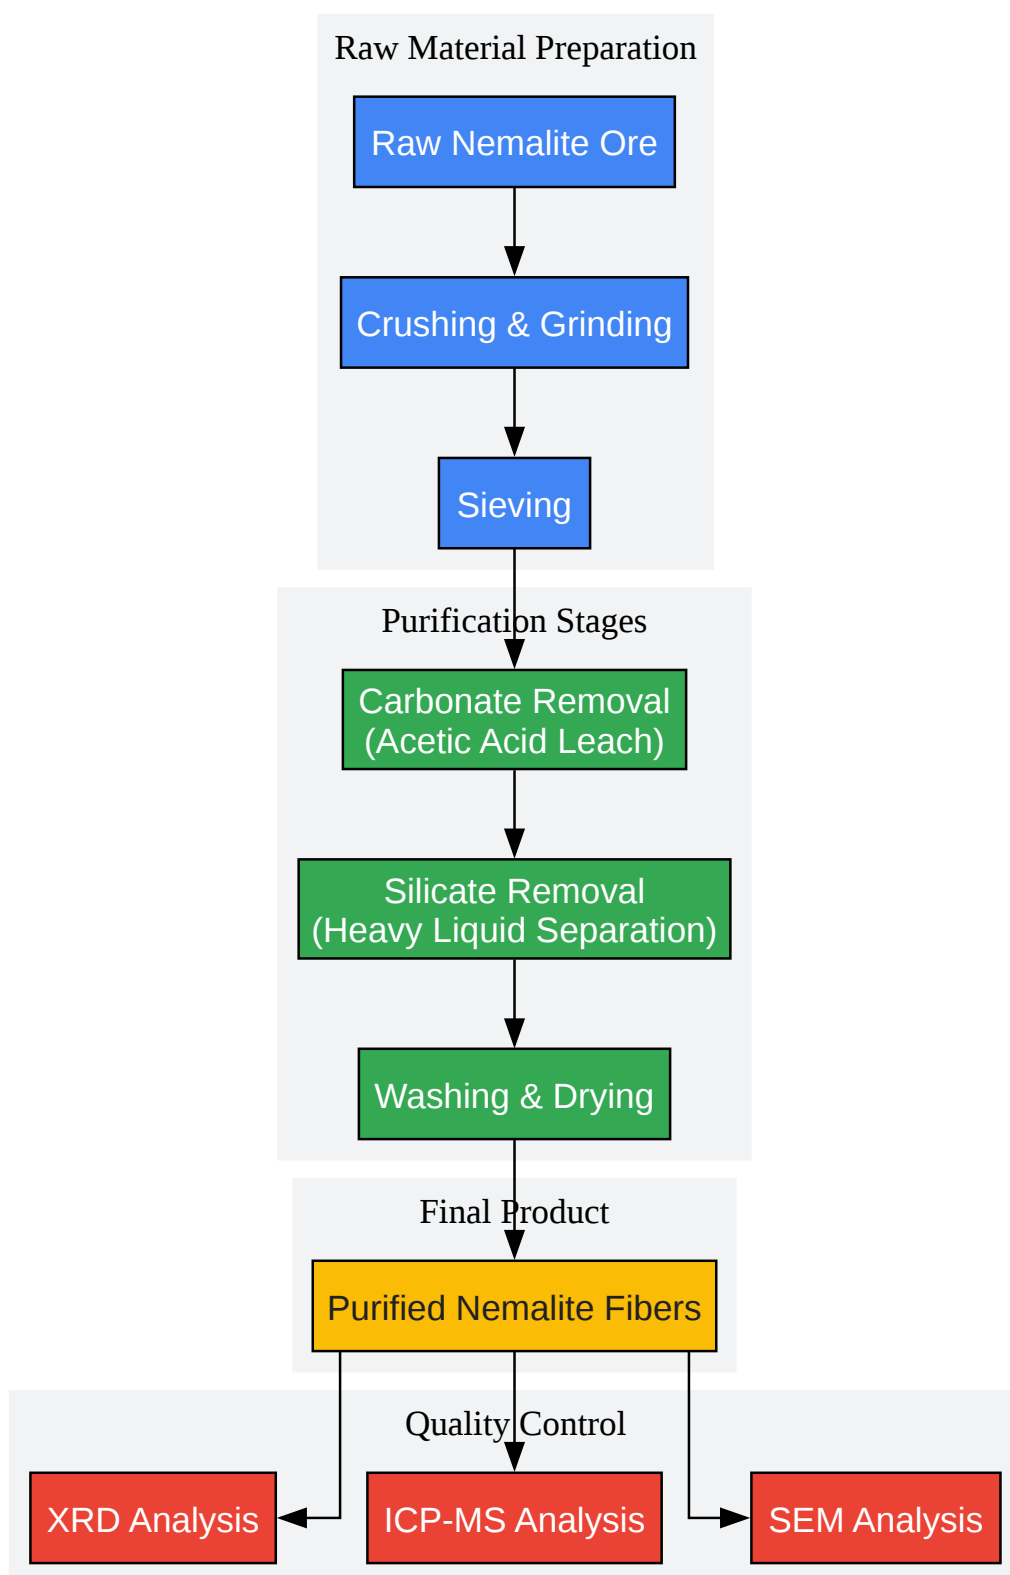 Raw Material Preparation
Raw Nemalite Ore
Crushing & Grinding
Sieving
Purification Stages
Carbonate Removal
(Acetic Acid Leach)
Silicate Removal
(Heavy Liquid Separation)
Washing & Drying
Final Product
Purified Nemalite Fibers
Quality Control
XRD Analysis
ICP-MS Analysis
SEM Analysis